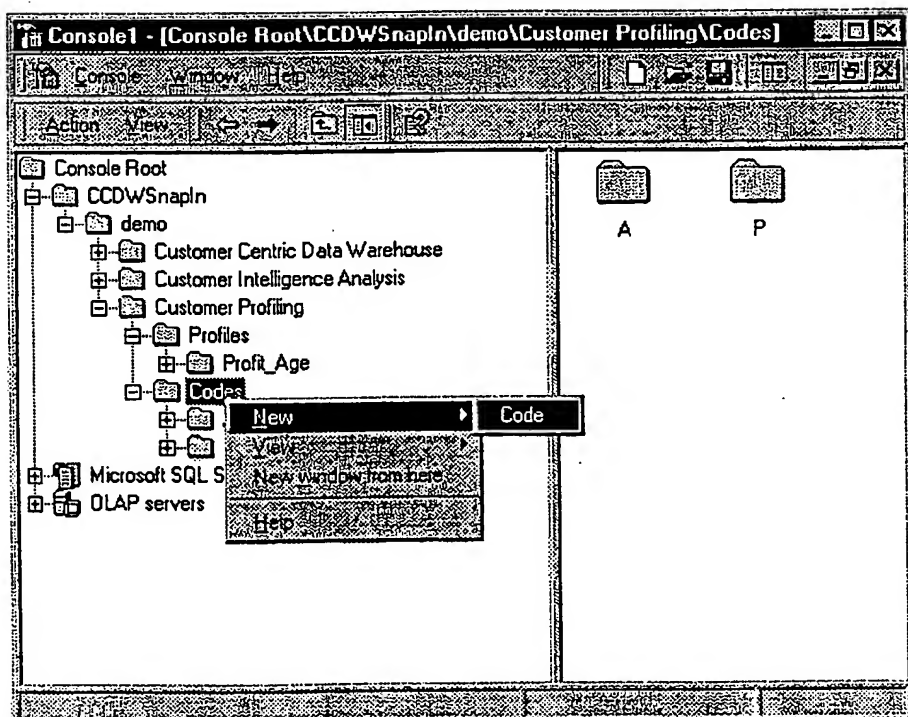 Console1 - [Console Root\CCDWSnapIn\demo\Customer Profiling\Codes]
Console Window Help
Action View
Console Root
CCDWSnapIn
demo
Customer Centric Data Warehouse
Customer Intelligence Analysis
Customer Profiling
Profiles
Profit_Age
Codes
New
Code
View
New window from here
Help
Microsoft SQL S
OLAP servers
A
P